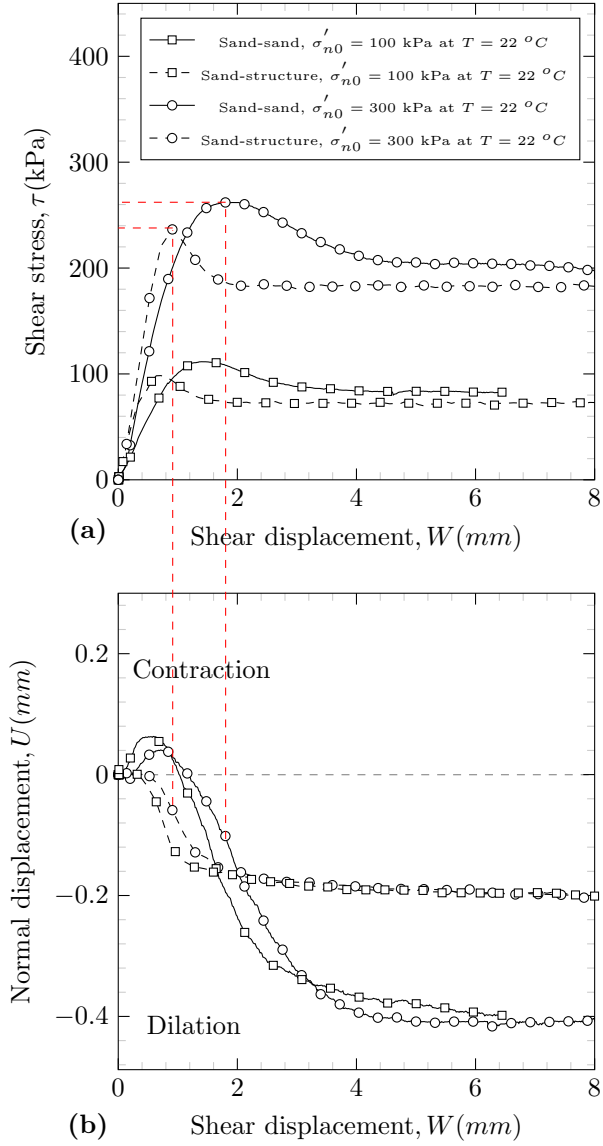 Sand-sand, σ′n0 = 100 kPa at T = 22 °C
Sand-structure, σ′n0 = 100 kPa at T = 22 °C
Sand-sand, σ′n0 = 300 kPa at T = 22 °C
Sand-structure, σ′n0 = 300 kPa at T = 22 °C
400
300
200
100
0
Shear stress, τ(kPa)
0 2 4 6 8
(a) Shear displacement, W(mm)
0.2
0
−0.2
−0.4
Normal displacement, U(mm)
Contraction
Dilation
0 2 4 6 8
(b) Shear displacement, W(mm)